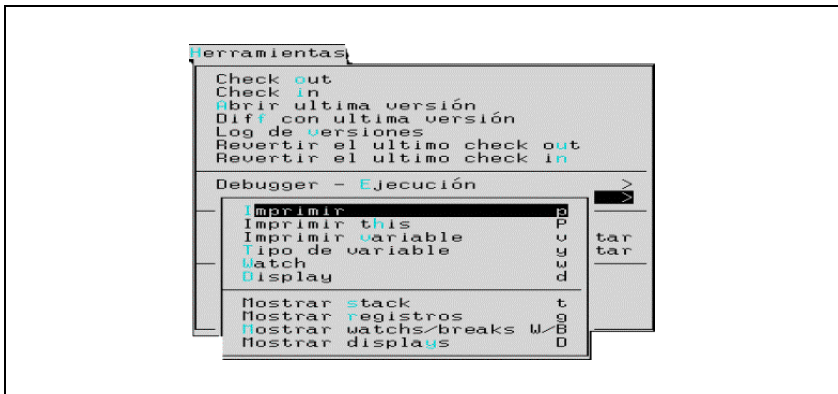 Herramientas
Check out
Check in
Abrir ultima versión
Diff con ultima versión
Log de versiones
Revertir el ultimo check out
Revertir el ultimo check in
Debugger - Ejecución >
>
Imprimir p
Imprimir this P
Imprimir variable v tar
Tipo de variable y tar
Watch w
Display d
Mostrar stack t
Mostrar registros g
Mostrar watchs/breaks W/B
Mostrar displays D